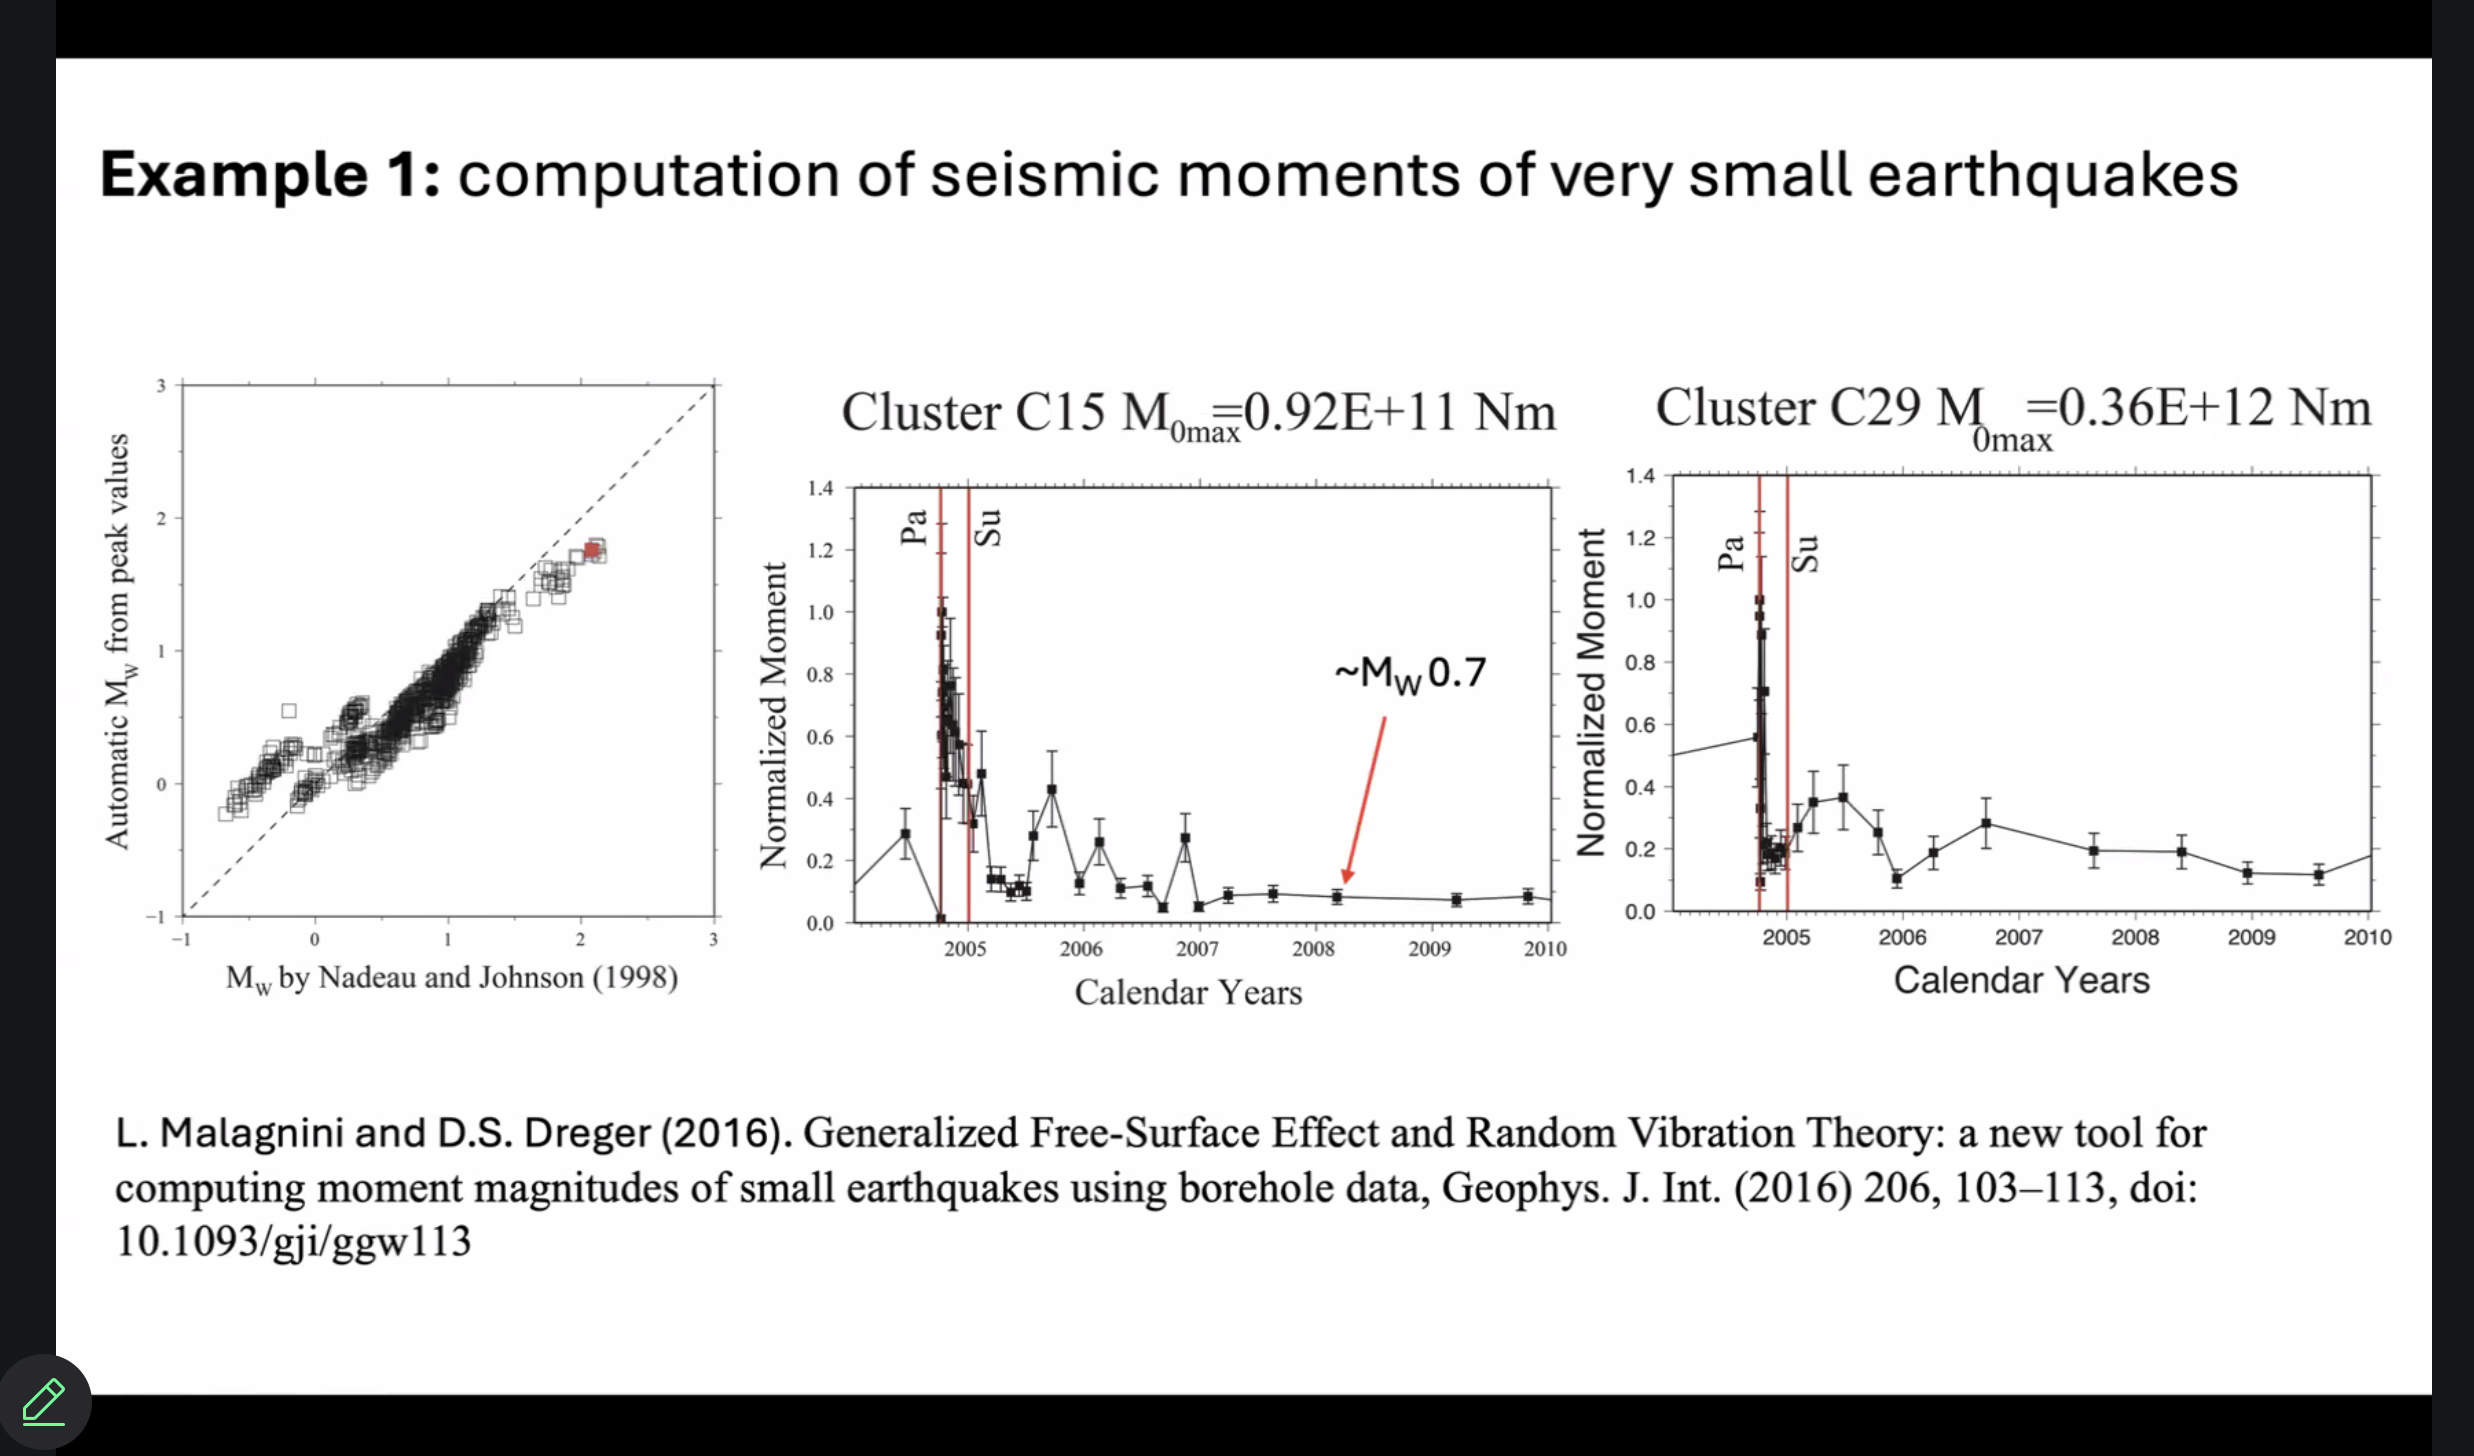 Example 1: computation of seismic moments of very small earthquakes
3
2
1
0
−1
−1 0 1 2 3
Automatic Mw from peak values
Mw by Nadeau and Johnson (1998)
Cluster C15 M0max=0.92E+11 Nm
1.4
1.2
1.0
0.8
0.6
0.4
0.2
0.0
Normalized Moment
Pa
Su
~MW 0.7
2005 2006 2007 2008 2009 2010
Calendar Years
Cluster C29 M0max=0.36E+12 Nm
1.4
1.2
1.0
0.8
0.6
0.4
0.2
0.0
Normalized Moment
Pa
Su
2005 2006 2007 2008 2009 2010
Calendar Years
L. Malagnini and D.S. Dreger (2016). Generalized Free-Surface Effect and Random Vibration Theory: a new tool for
computing moment magnitudes of small earthquakes using borehole data, Geophys. J. Int. (2016) 206, 103–113, doi:
10.1093/gji/ggw113